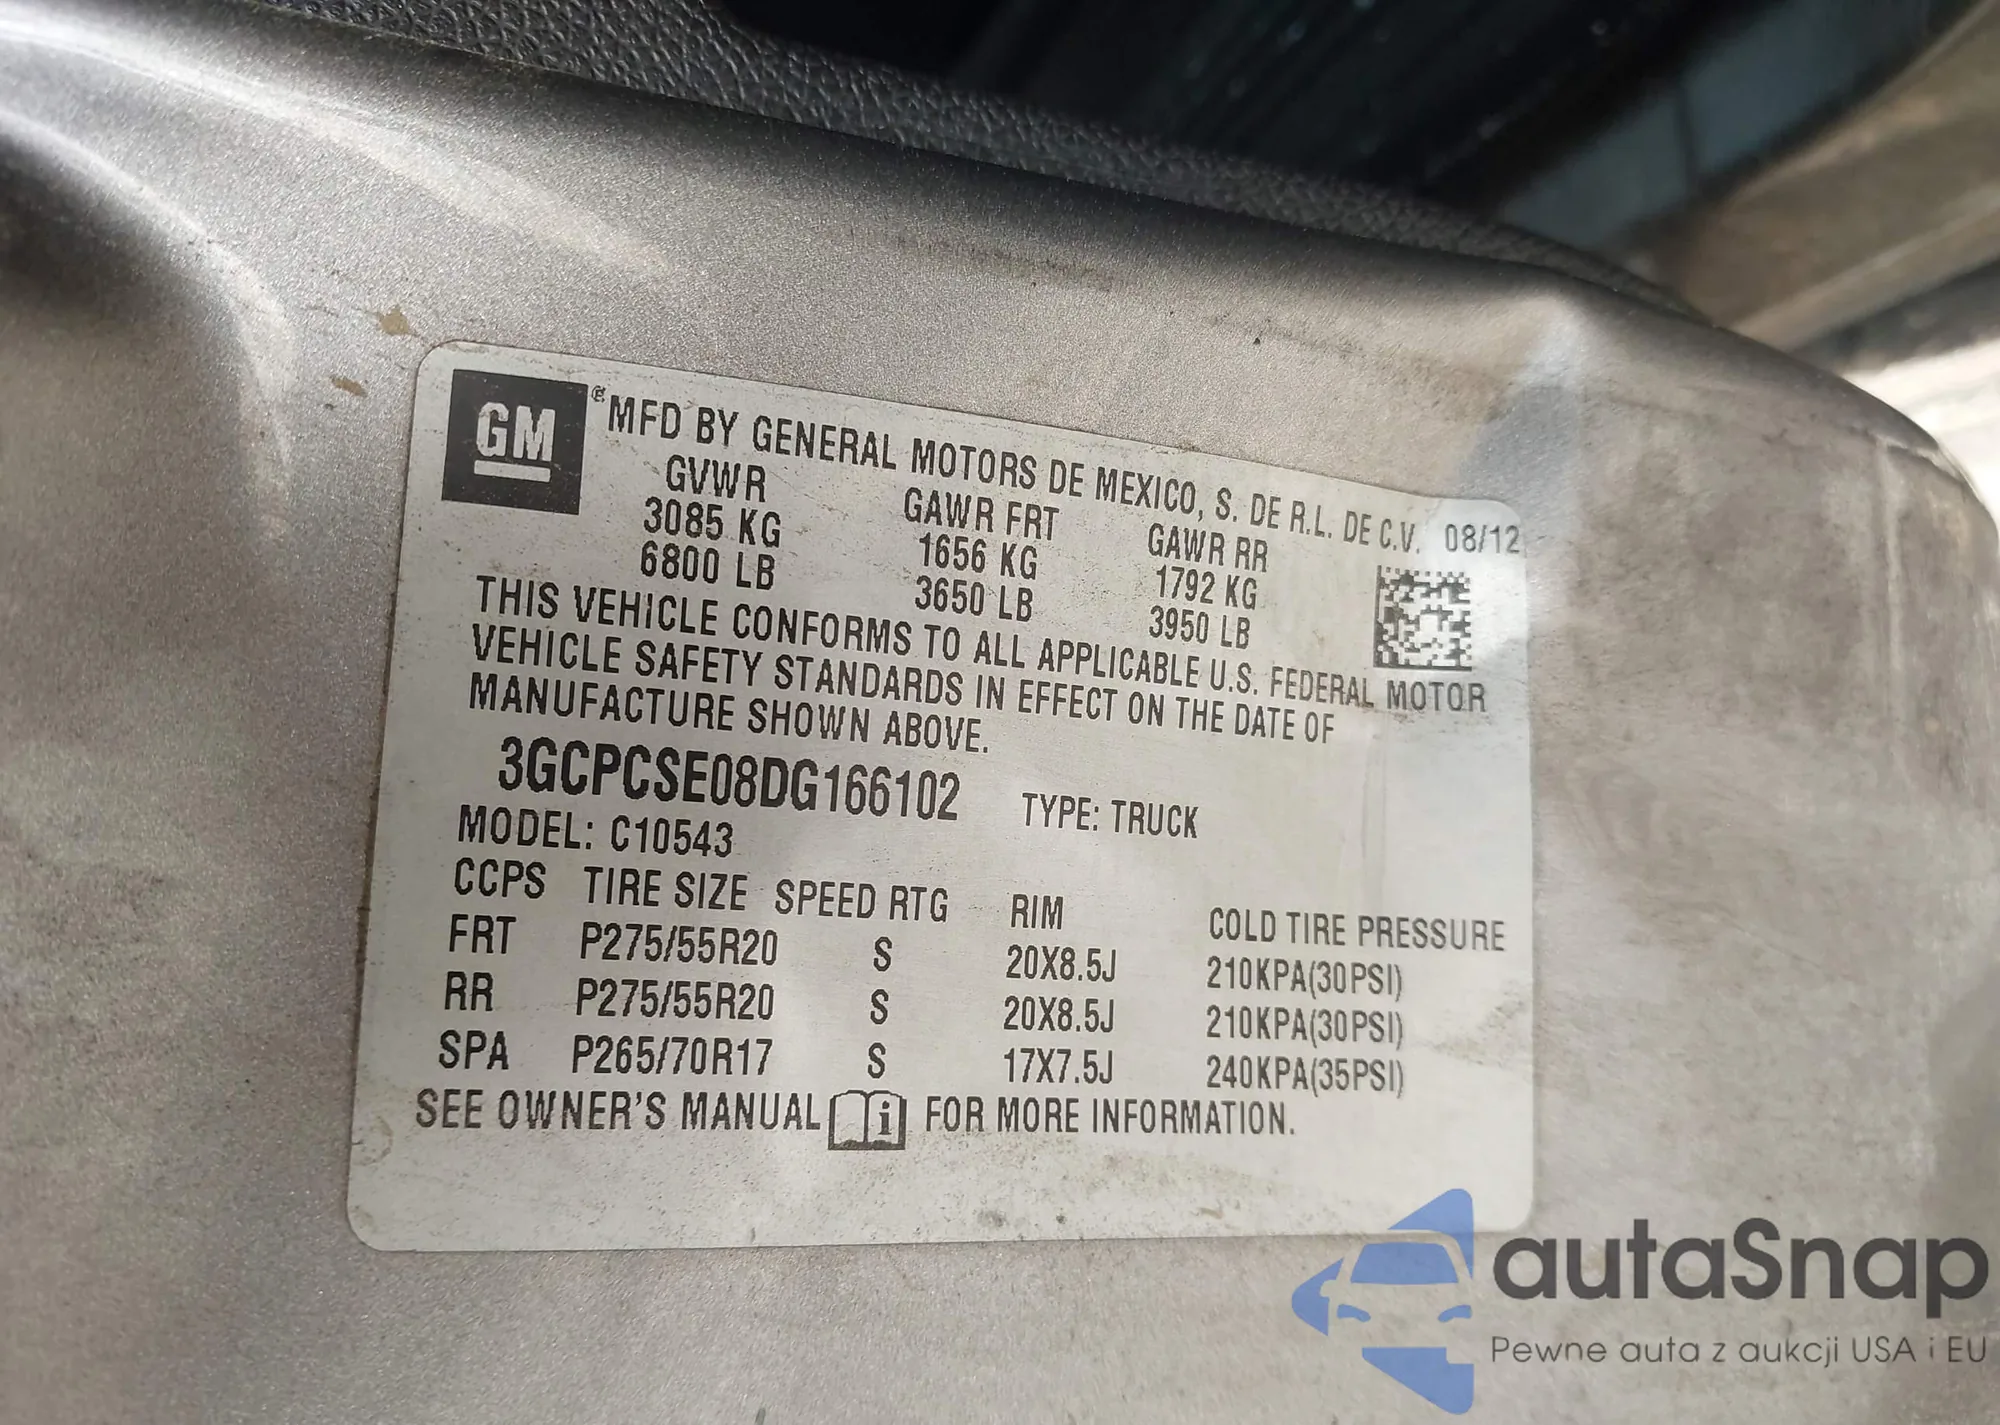 GM ® MFD BY GENERAL MOTORS DE MEXICO, S. DE R.L. DE C.V. 08/12
GVWR GAWR FRT GAWR RR
3085 KG 1656 KG 1792 KG
6800 LB 3650 LB 3950 LB
THIS VEHICLE CONFORMS TO ALL APPLICABLE U.S. FEDERAL MOTOR
VEHICLE SAFETY STANDARDS IN EFFECT ON THE DATE OF
MANUFACTURE SHOWN ABOVE.
3GCPCSE08DG166102 TYPE: TRUCK
MODEL: C10543
CCPS TIRE SIZE SPEED RTG RIM COLD TIRE PRESSURE
FRT P275/55R20 S 20X8.5J 210KPA(30PSI)
RR P275/55R20 S 20X8.5J 210KPA(30PSI)
SPA P265/70R17 S 17X7.5J 240KPA(35PSI)
SEE OWNER'S MANUAL i FOR MORE INFORMATION.
autaSnap
Pewne auta z aukcji USA i EU